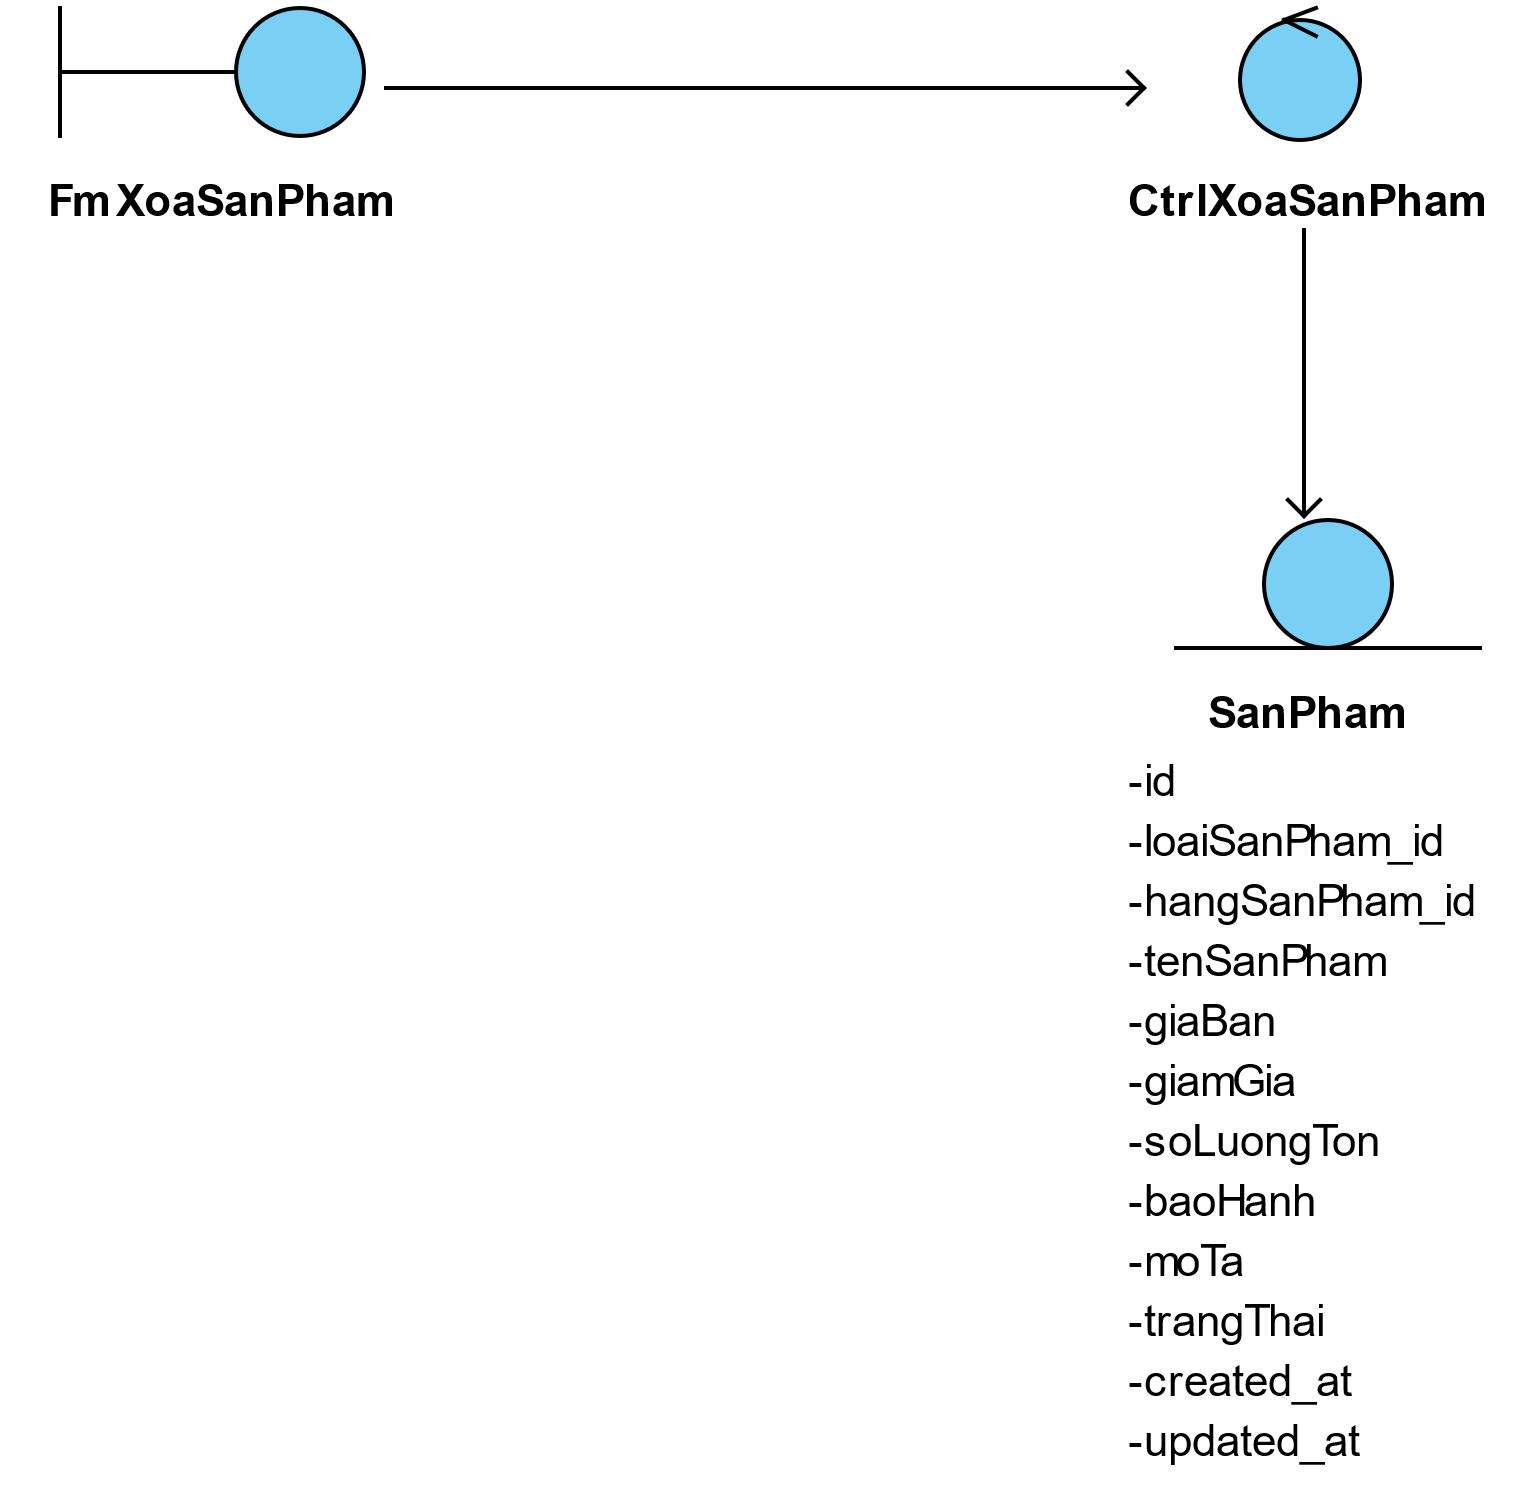 FmXoaSanPham
CtrlXoaSanPham
SanPham
-id
-loaiSanPham_id
-hangSanPham_id
-tenSanPham
-giaBan
-giamGia
-soLuongTon
-baoHanh
-moTa
-trangThai
-created_at
-updated_at